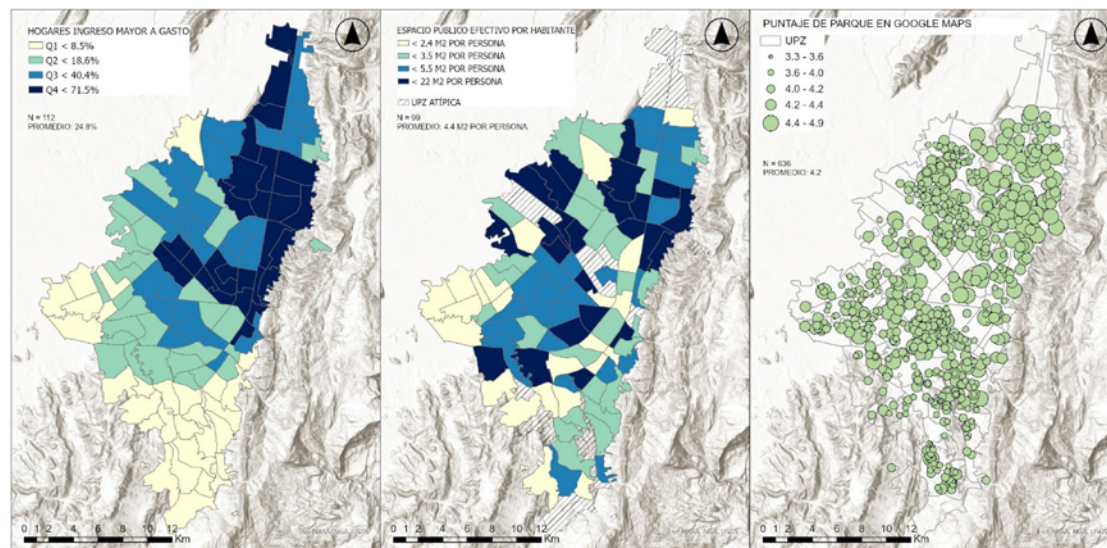 HOGARES INGRESO MAYOR A GASTO
Q1 < 8.5%
Q2 < 18.6%
Q3 < 40.4%
Q4 < 71.5%
N = 112
PROMEDIO: 24.8%
0 1 2 4 6 8 10 12
Km
ESPACIO PUBLICO EFECTIVO POR HABITANTE
< 2.4 M2 POR PERSONA
< 3.5 M2 POR PERSONA
< 5.5 M2 POR PERSONA
< 22 M2 POR PERSONA
UPZ ATÍPICA
N = 99
PROMEDIO: 4.4 M2 POR PERSONA
0 1 2 4 6 8 10 12
Km
PUNTAJE DE PARQUE EN GOOGLE MAPS
UPZ
3.3 - 3.6
3.6 - 4.0
4.0 - 4.2
4.2 - 4.4
4.4 - 4.9
N = 636
PROMEDIO: 4.2
0 1 2 4 6 8 10 12
Km